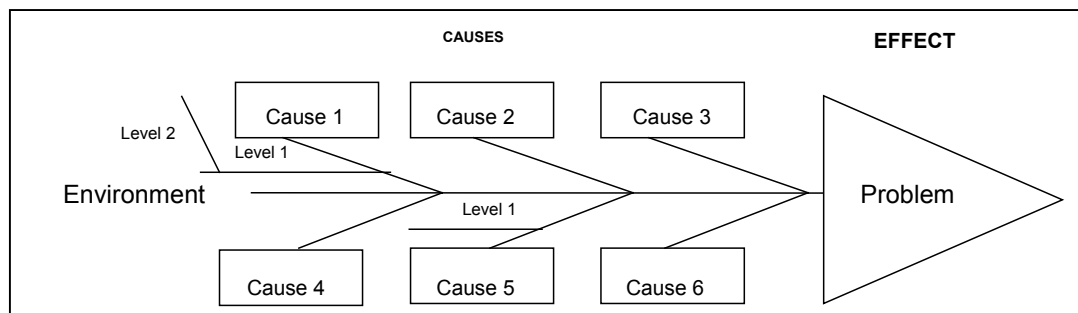 CAUSES
EFFECT
Cause 1
Cause 2
Cause 3
Level 2
Level 1
Environment
Problem
Level 1
Cause 4
Cause 5
Cause 6